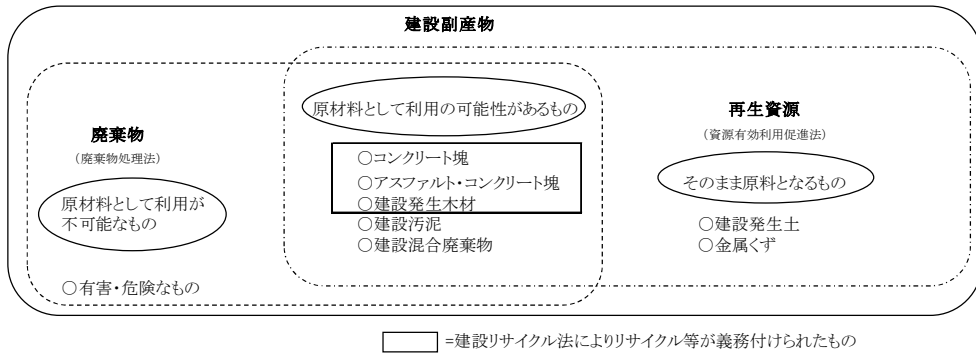 建設副産物
廃棄物
(廃棄物処理法)
原材料として利用が
不可能なもの
○有害・危険なもの
原材料として利用の可能性があるもの
○コンクリート塊
○アスファルト・コンクリート塊
○建設発生木材
○建設汚泥
○建設混合廃棄物
再生資源
(資源有効利用促進法)
そのまま原料となるもの
○建設発生土
○金属くず
=建設リサイクル法によりリサイクル等が義務付けられたもの